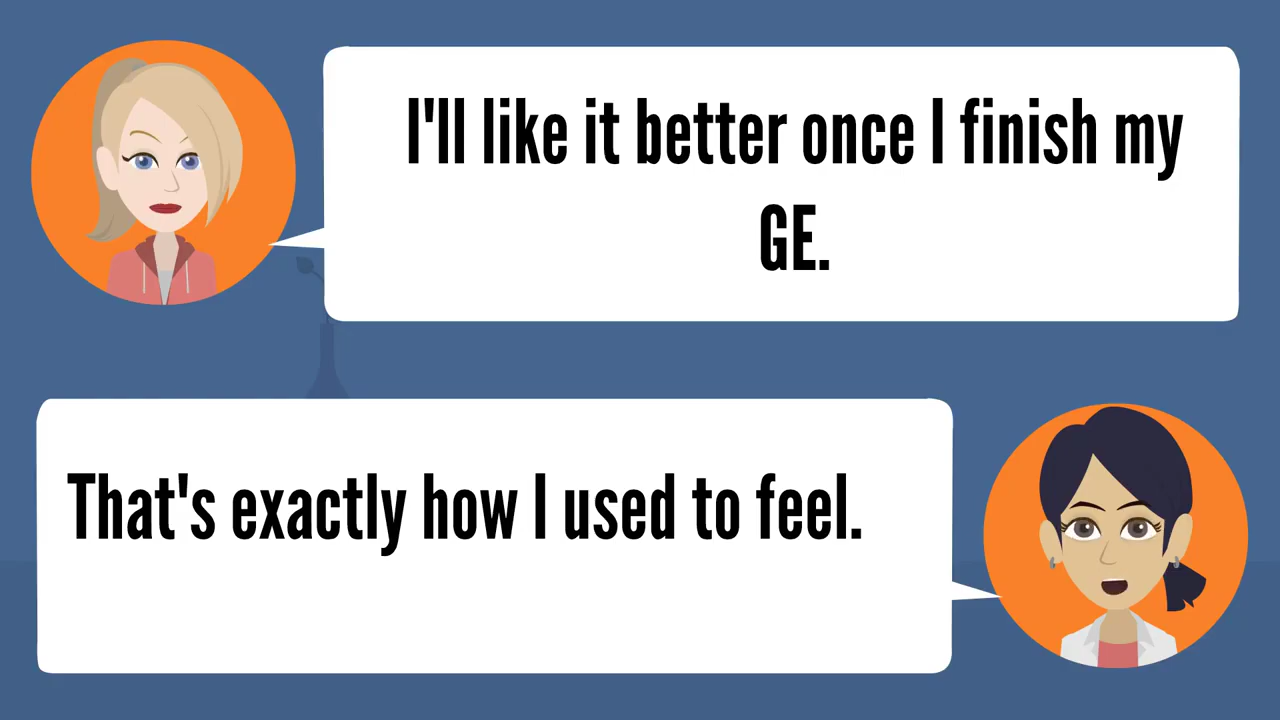 I'll like it better once I finish my
GE.
That's exactly how I used to feel.